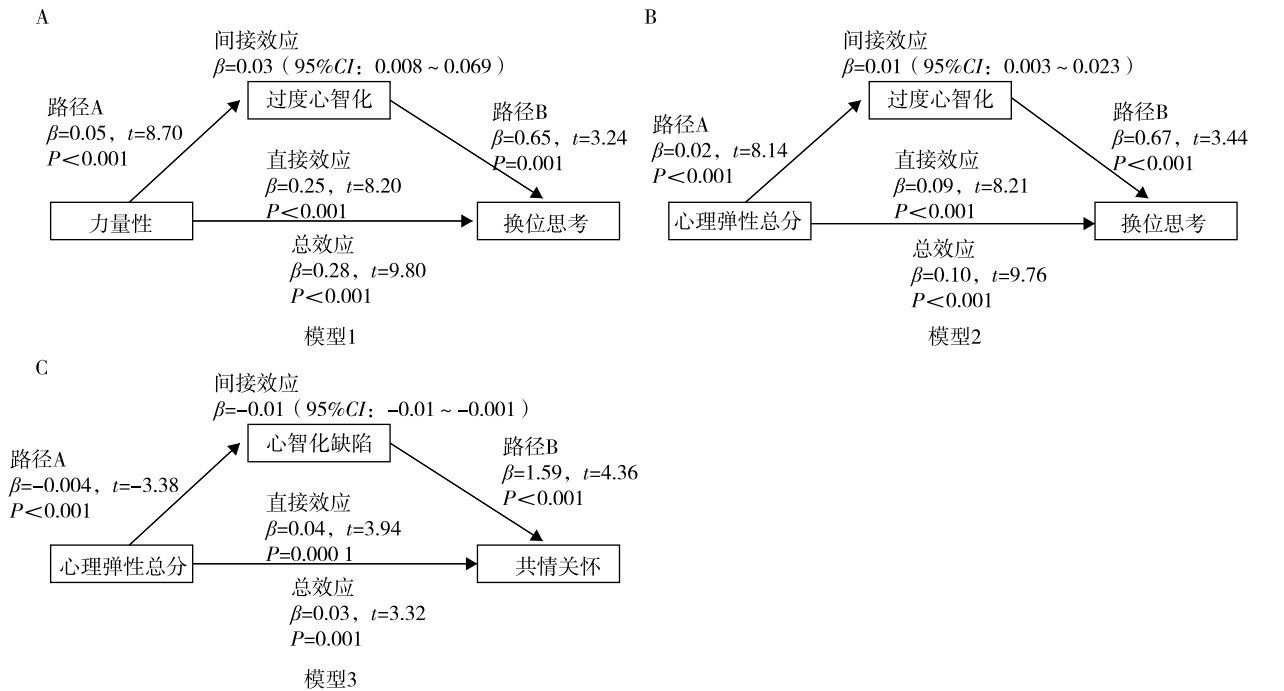 A
间接效应
β=0.03（95%CI：0.008～0.069）
过度心智化
路径A
β=0.05，t=8.70
P＜0.001
路径B
β=0.65，t=3.24
P=0.001
直接效应
β=0.25，t=8.20
P＜0.001
力量性
换位思考
总效应
β=0.28，t=9.80
P＜0.001
模型1
B
间接效应
β=0.01（95%CI：0.003～0.023）
过度心智化
路径A
β=0.02，t=8.14
P＜0.001
路径B
β=0.67，t=3.44
P＜0.001
直接效应
β=0.09，t=8.21
P＜0.001
心理弹性总分
换位思考
总效应
β=0.10，t=9.76
P＜0.001
模型2
C
间接效应
β=-0.01（95%CI：-0.01～-0.001）
心智化缺陷
路径A
β=-0.004，t=-3.38
P＜0.001
路径B
β=1.59，t=4.36
P＜0.001
直接效应
β=0.04，t=3.94
P=0.000 1
心理弹性总分
共情关怀
总效应
β=0.03，t=3.32
P=0.001
模型3